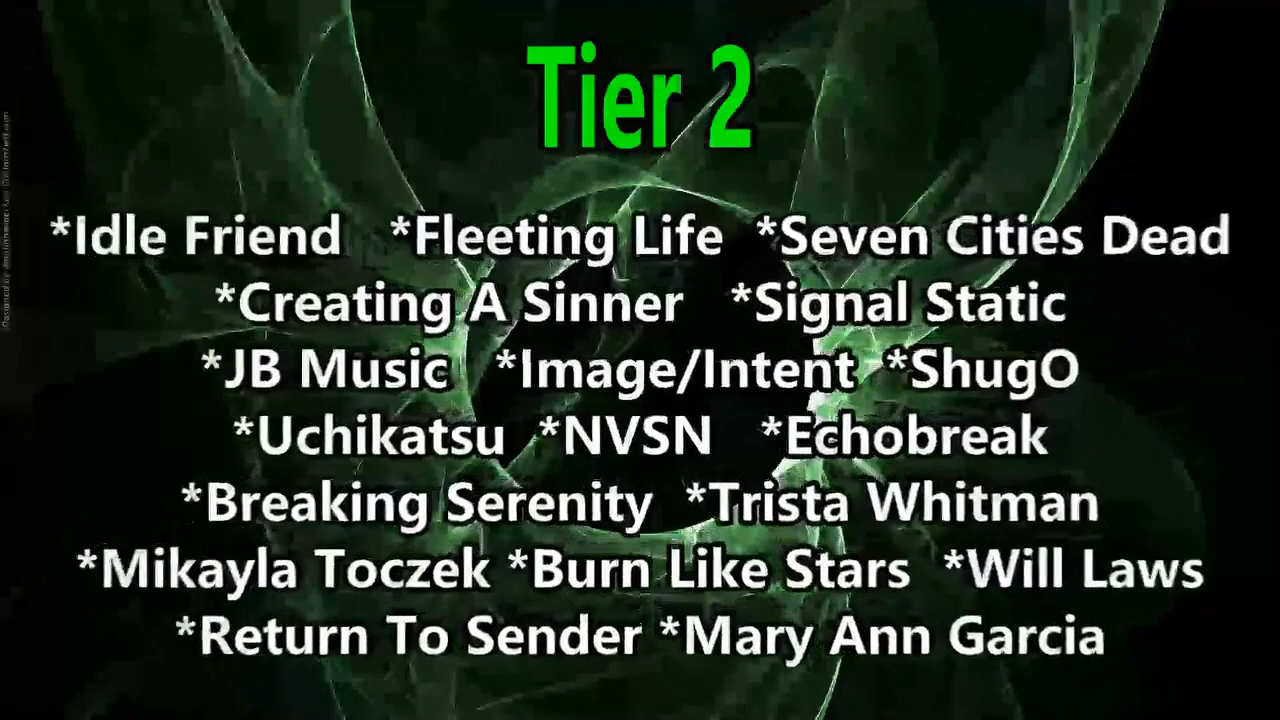 Tier 2
*Idle Friend *Fleeting Life *Seven Cities Dead
*Creating A Sinner *Signal Static
*JB Music *Image/Intent *ShugO
*Uchikatsu *NVSN *Echobreak
*Breaking Serenity *Trista Whitman
*Mikayla Toczek *Burn Like Stars *Will Laws
*Return To Sender *Mary Ann Garcia